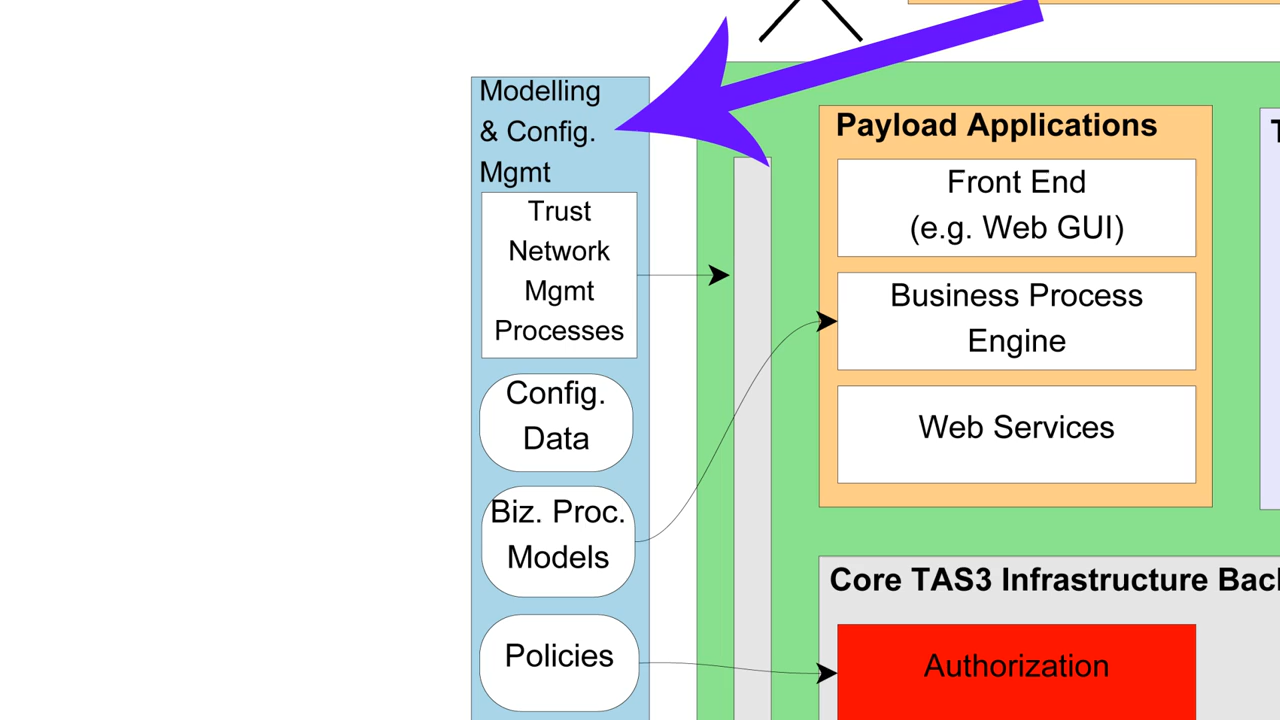 Modelling
& Config.
Mgmt
Trust
Network
Mgmt
Processes
Config.
Data
Biz. Proc.
Models
Policies
Payload Applications
Front End
(e.g. Web GUI)
Business Process
Engine
Web Services
Core TAS3 Infrastructure
Authorization